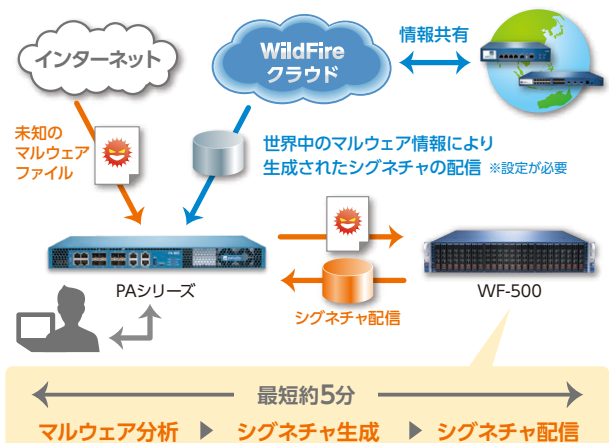 インターネット
WildFire
クラウド
情報共有
未知の
マルウェア
ファイル
世界中のマルウェア情報により
生成されたシグネチャの配信 ※設定が必要
PAシリーズ
WF-500
シグネチャ配信
最短約5分
マルウェア分析 ▶ シグネチャ生成 ▶ シグネチャ配信